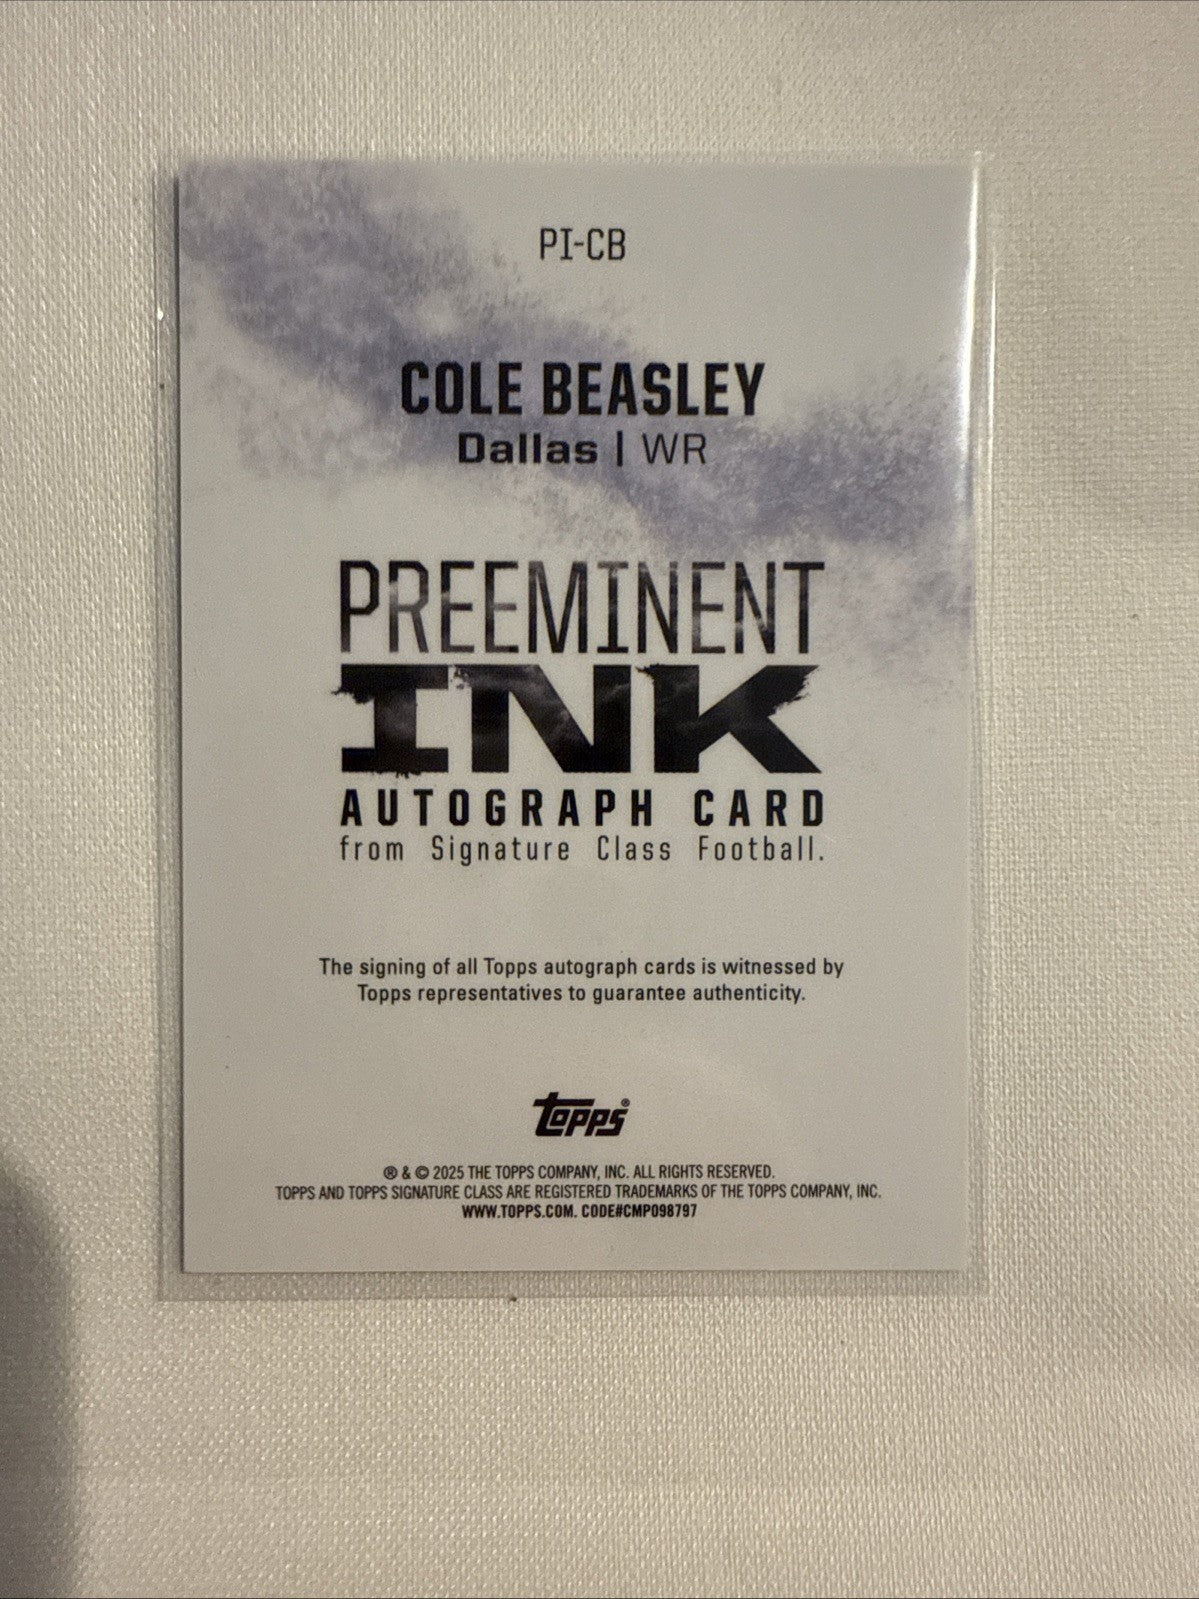 PI-CB
COLE BEASLEY
Dallas | WR
PREEMINENT
INK
AUTOGRAPH CARD
from Signature Class Football.
The signing of all Topps autograph cards is witnessed by
Topps representatives to guarantee authenticity.
topps®
® & © 2025 THE TOPPS COMPANY, INC. ALL RIGHTS RESERVED.
TOPPS AND TOPPS SIGNATURE CLASS ARE REGISTERED TRADEMARKS OF THE TOPPS COMPANY, INC.
WWW.TOPPS.COM. CODE#CMP098797